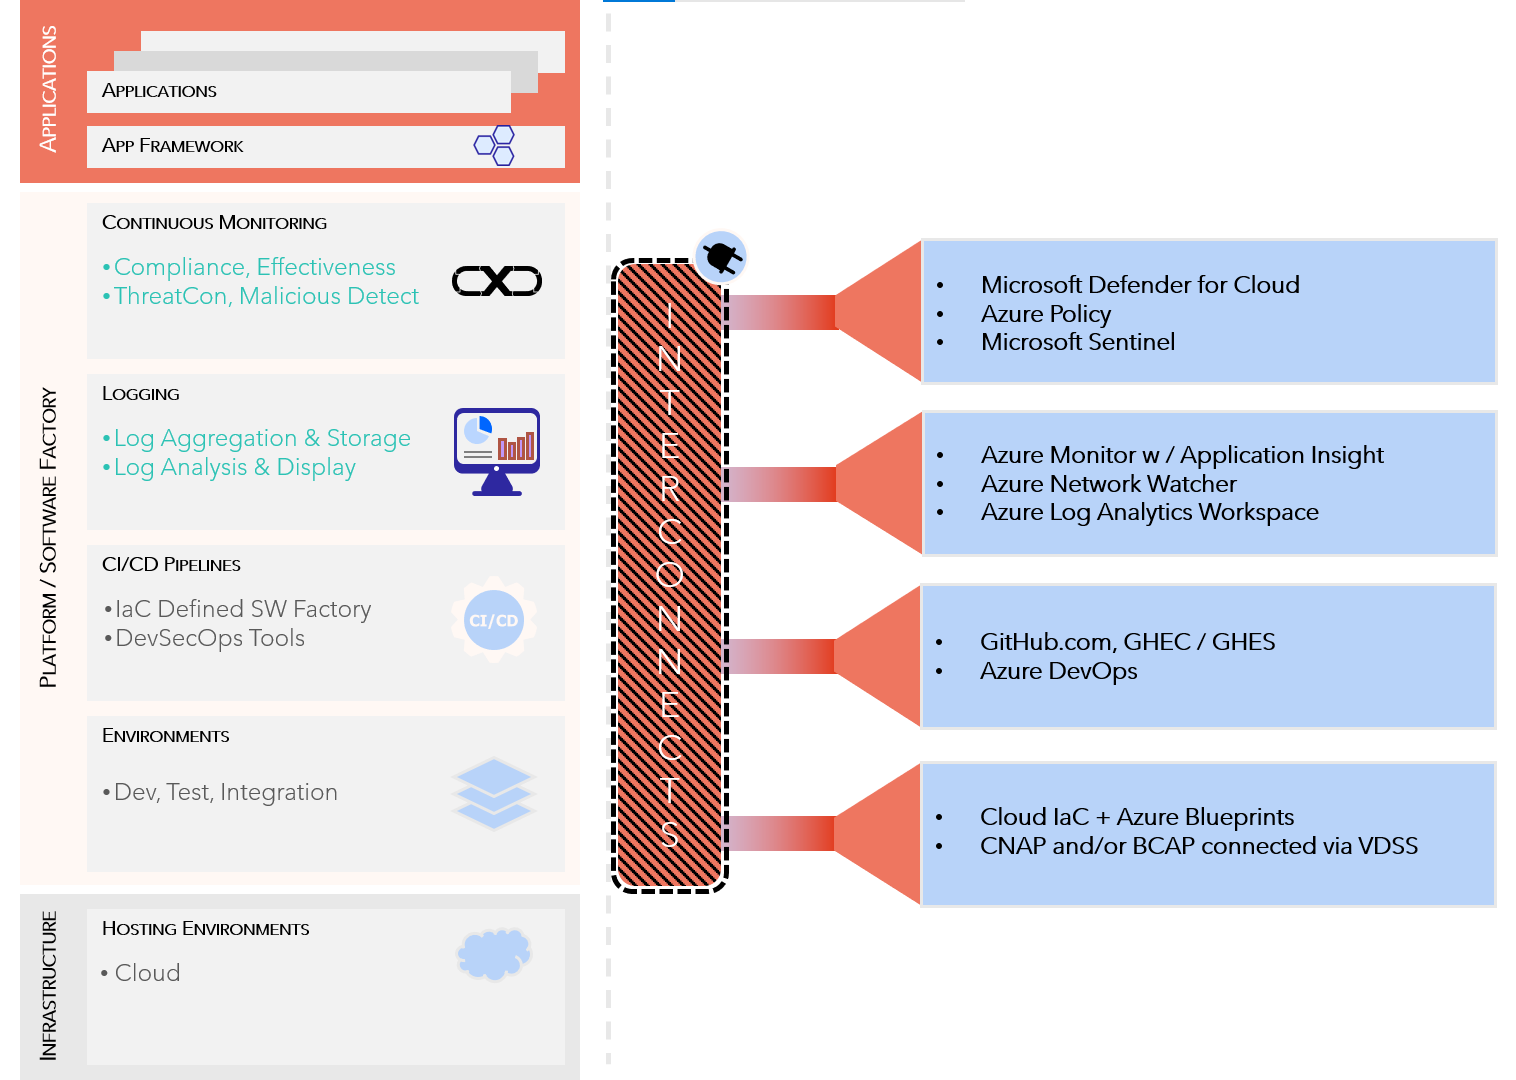 APPLICATIONS
APPLICATIONS
APP FRAMEWORK
PLATFORM / SOFTWARE FACTORY
CONTINUOUS MONITORING
• Compliance, Effectiveness
• ThreatCon, Malicious Detect
LOGGING
• Log Aggregation & Storage
• Log Analysis & Display
CI/CD PIPELINES
• IaC Defined SW Factory
• DevSecOps Tools
CI/CD
ENVIRONMENTS
• Dev, Test, Integration
INFRASTRUCTURE
HOSTING ENVIRONMENTS
• Cloud
INTERCONNECTS
• Microsoft Defender for Cloud
• Azure Policy
• Microsoft Sentinel
• Azure Monitor w / Application Insight
• Azure Network Watcher
• Azure Log Analytics Workspace
• GitHub.com, GHEC / GHES
• Azure DevOps
• Cloud IaC + Azure Blueprints
• CNAP and/or BCAP connected via VDSS